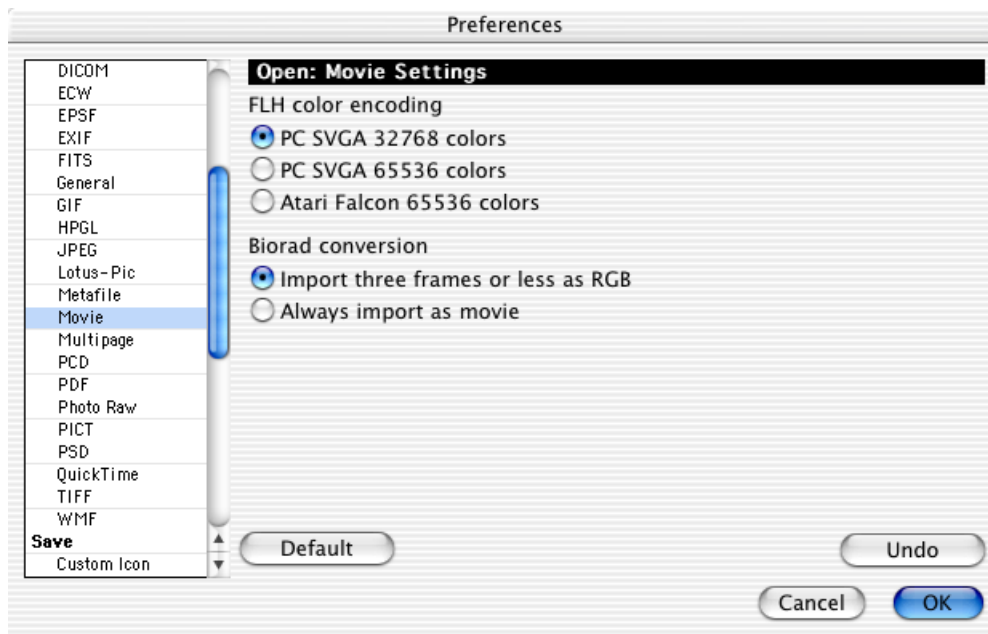 Preferences
DICOM
ECW
EPSF
EXIF
FITS
General
GIF
HPGL
JPEG
Lotus-Pic
Metafile
Movie
Multipage
PCD
PDF
Photo Raw
PICT
PSD
QuickTime
TIFF
WMF
Save
Custom Icon
Open: Movie Settings
FLH color encoding
PC SVGA 32768 colors
PC SVGA 65536 colors
Atari Falcon 65536 colors
Biorad conversion
Import three frames or less as RGB
Always import as movie
Default
Undo
Cancel
OK